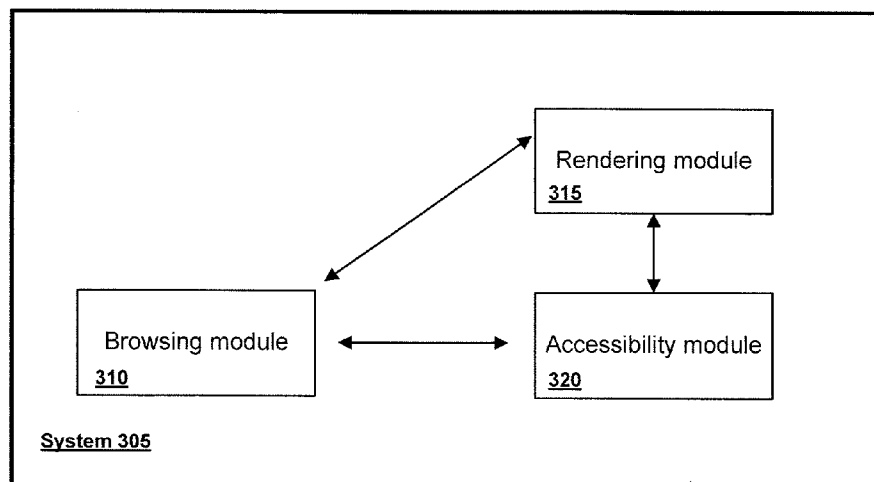 Rendering module
315
Browsing module
310
Accessibility module
320
System 305